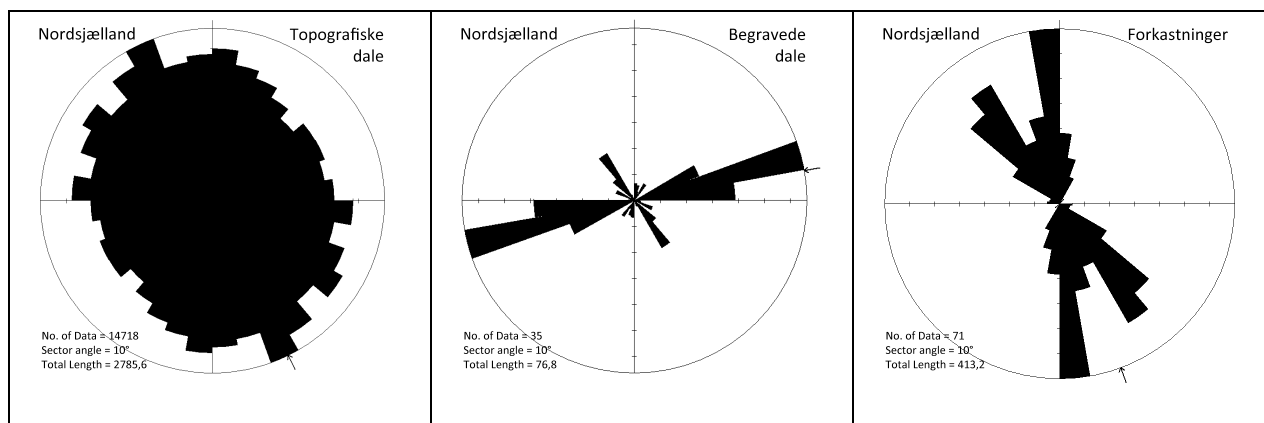 Nordsjælland
Topografiske
dale
No. of Data = 14718
Sector angle = 10°
Total Length = 2785,6
Nordsjælland
Begravede
dale
No. of Data = 35
Sector angle = 10°
Total Length = 76,8
Nordsjælland
Forkastninger
No. of Data = 71
Sector angle = 10°
Total Length = 413,2